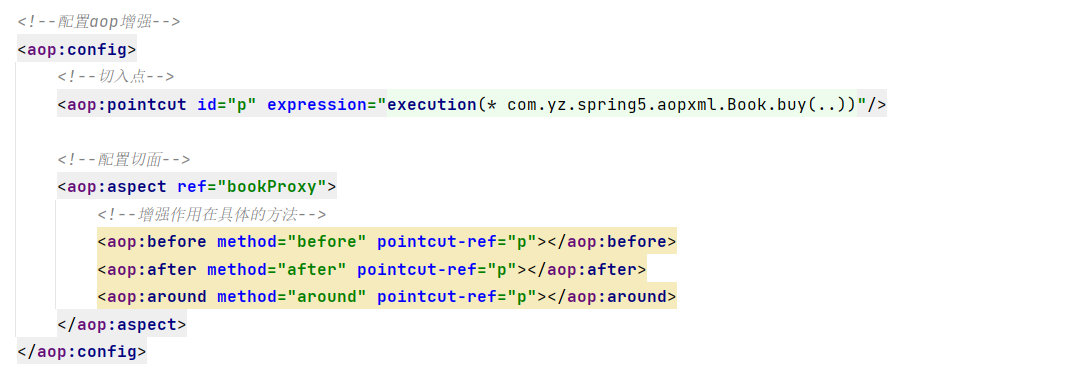 <!--配置aop增强-->
<aop:config>
<!--切入点-->
<aop:pointcut id="p" expression="execution(* com.yz.spring5.aopxml.Book.buy(..))"/>
<!--配置切面-->
<aop:aspect ref="bookProxy">
<!--增强作用在具体的方法-->
<aop:before method="before" pointcut-ref="p"></aop:before>
<aop:after method="after" pointcut-ref="p"></aop:after>
<aop:around method="around" pointcut-ref="p"></aop:around>
</aop:aspect>
</aop:config>